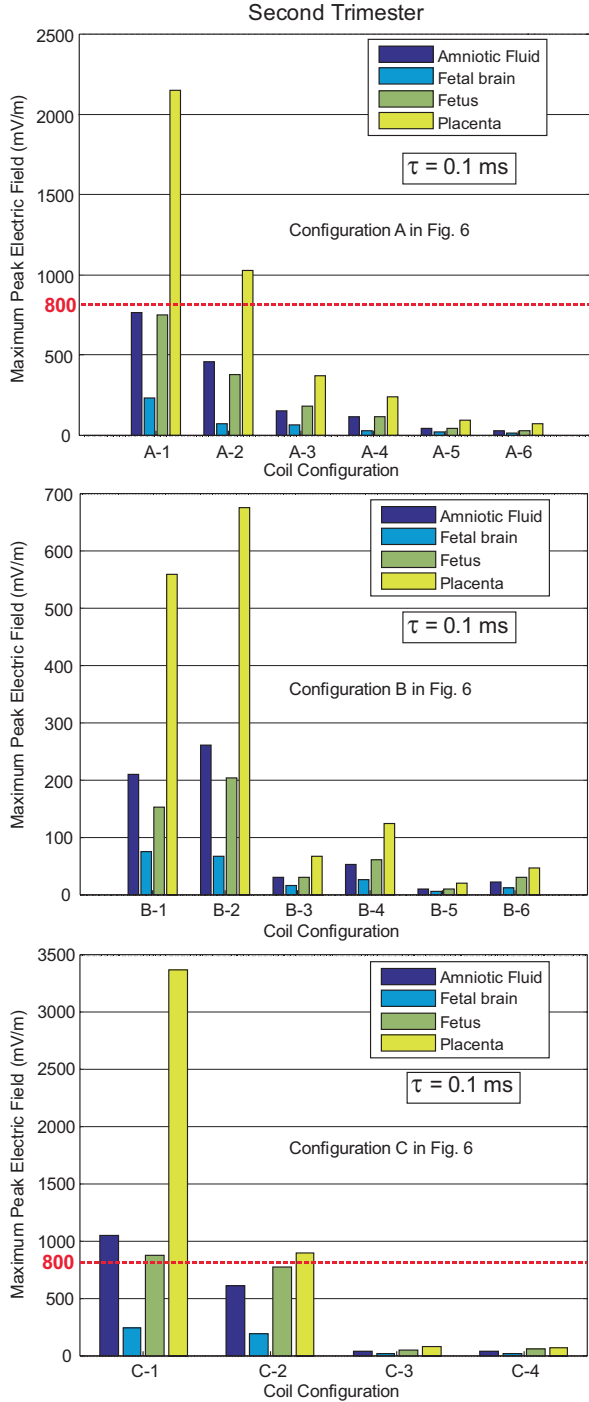 Second Trimester
2500
2000
1500
1000
800
500
0
Maximum Peak Electric Field (mV/m)
Amniotic Fluid
Fetal brain
Fetus
Placenta
τ = 0.1 ms
Configuration A in Fig. 6
A-1 A-2 A-3 A-4 A-5 A-6
Coil Configuration
700
600
500
400
300
200
100
0
Maximum Peak Electric Field (mV/m)
Amniotic Fluid
Fetal brain
Fetus
Placenta
τ = 0.1 ms
Configuration B in Fig. 6
B-1 B-2 B-3 B-4 B-5 B-6
Coil Configuration
3500
3000
2500
2000
1500
1000
800
500
0
Maximum Peak Electric Field (mV/m)
Amniotic Fluid
Fetal brain
Fetus
Placenta
τ = 0.1 ms
Configuration C in Fig. 6
C-1 C-2 C-3 C-4
Coil Configuration